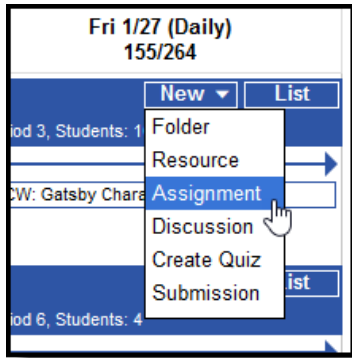 Fri 1/27 (Daily)
155/264
New List
iod 3, Students: 1
Folder
Resource
CW: Gatsby Chara
Assignment
Discussion
Create Quiz
ist
Submission
iod 6, Students: 4